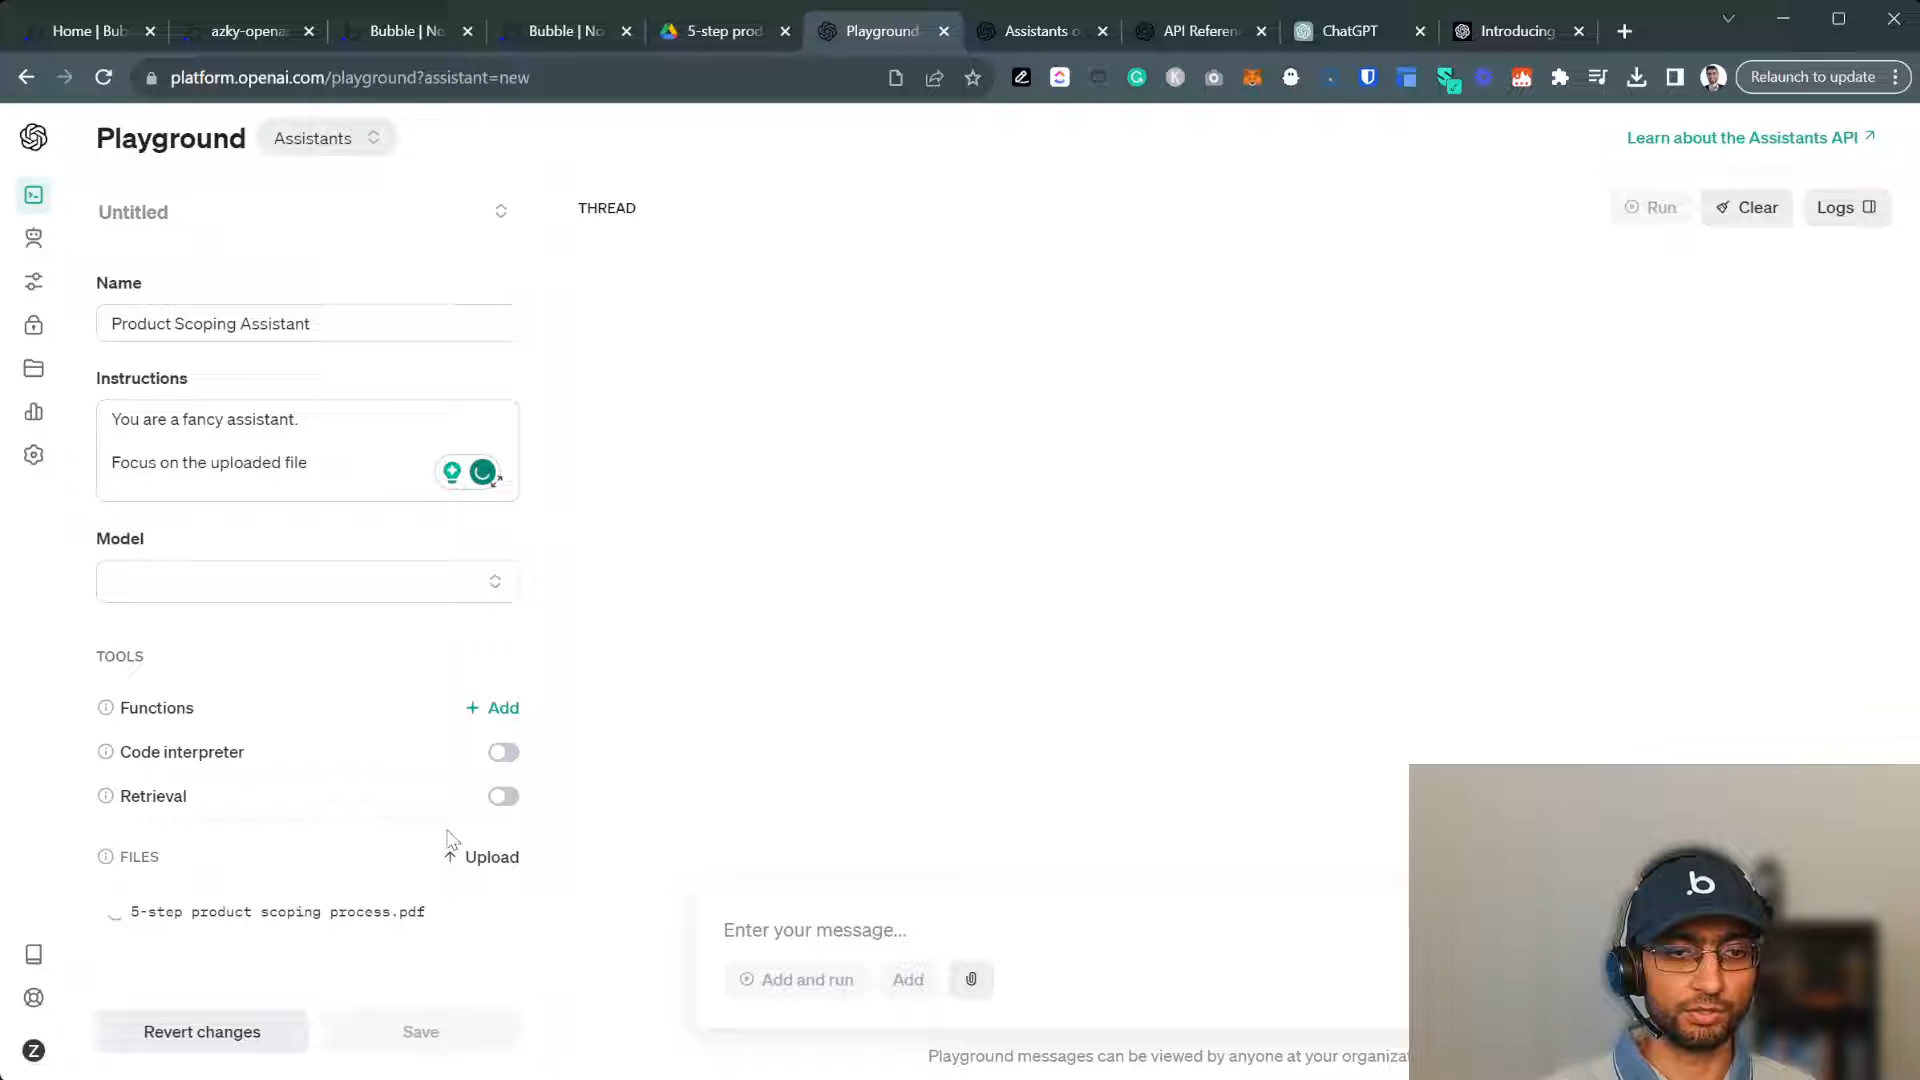 Home | Bub
azky-opena
Bubble | No
Bubble | No
5-step prod
Playground
Assistants o
API Referen
ChatGPT
Introducing
platform.openai.com/playground?assistant=new
Relaunch to update
Playground
Assistants
Learn about the Assistants API
Untitled
THREAD
Run
Clear
Logs
Name
Product Scoping Assistant
Instructions
You are a fancy assistant.
Focus on the uploaded file
Model
TOOLS
Functions
Add
Code interpreter
Retrieval
FILES
Upload
5-step product scoping process.pdf
Enter your message...
Add and run
Add
Revert changes
Save
Playground messages can be viewed by anyone at your organizat
Z
.b